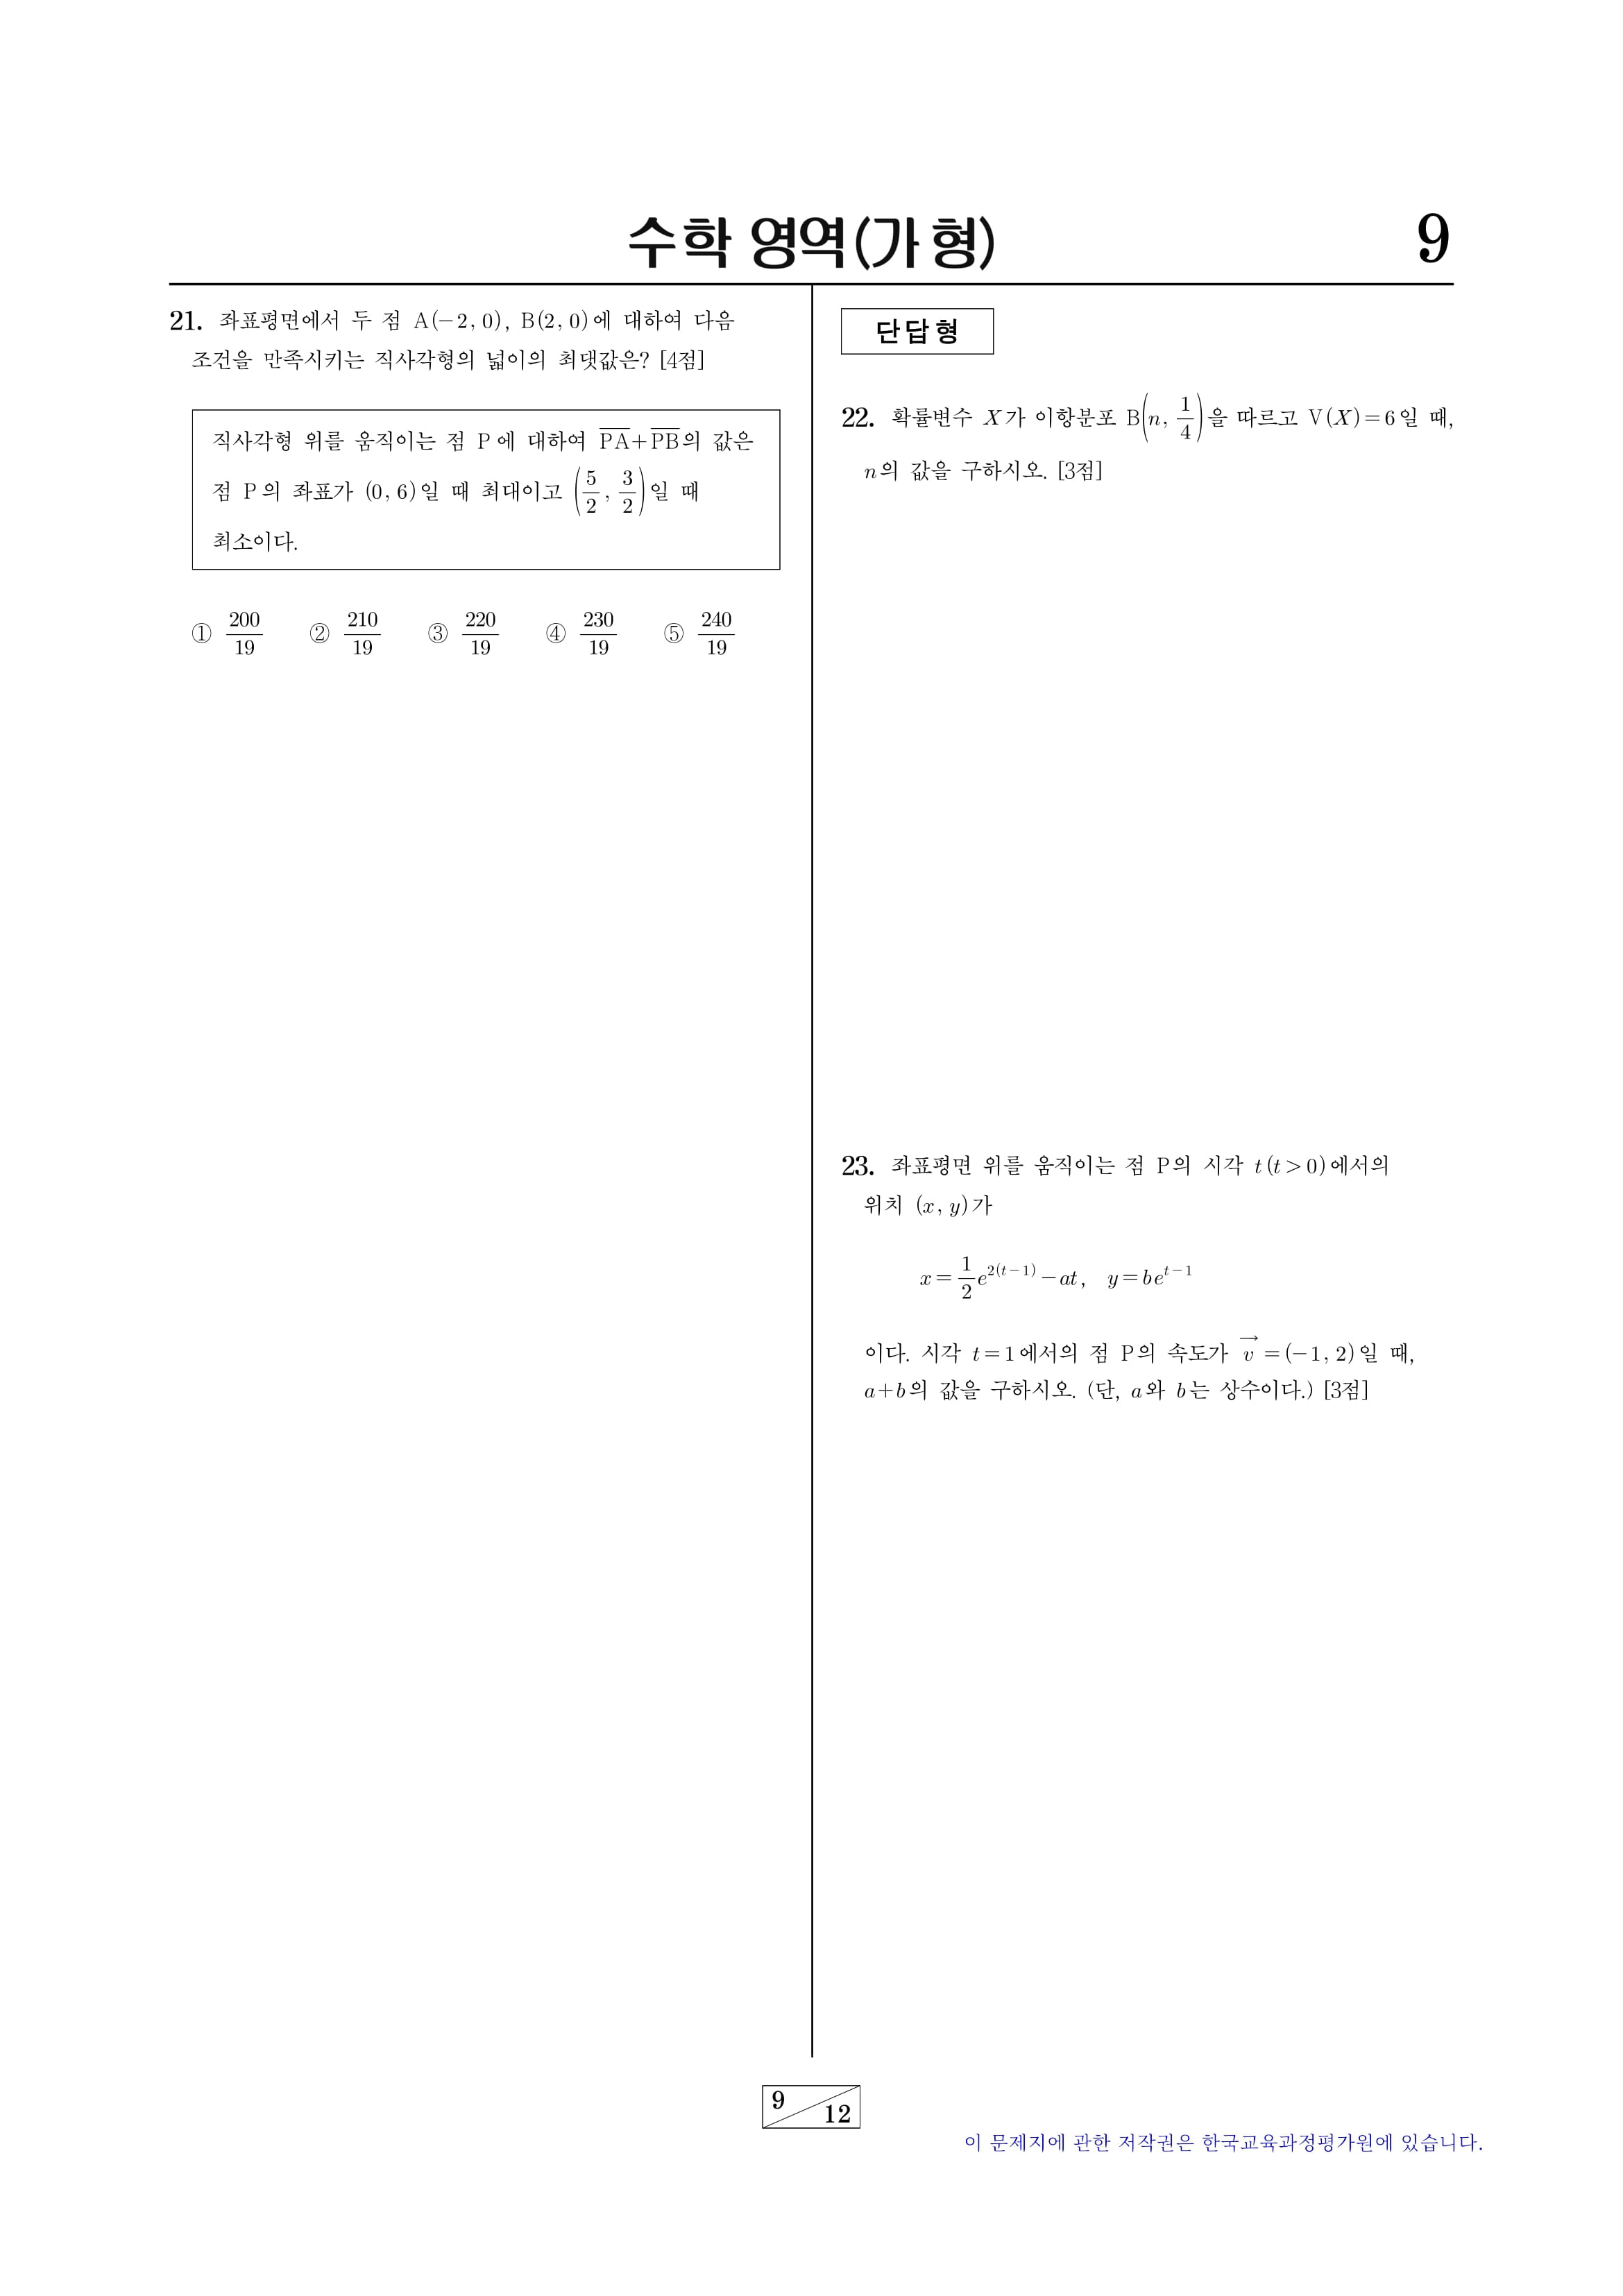 수학 영역(가형)
9
21. 좌표평면에서 두 점 A(−2, 0), B(2, 0)에 대하여 다음
조건을 만족시키는 직사각형의 넓이의 최댓값은? [4점]
직사각형 위를 움직이는 점 P에 대하여 $\overline{PA}+\overline{PB}$의 값은
점 P의 좌표가 (0, 6)일 때 최대이고 $\left(\frac{5}{2}, \frac{3}{2}\right)$일 때
최소이다.
① $\frac{200}{19}$ ② $\frac{210}{19}$ ③ $\frac{220}{19}$ ④ $\frac{230}{19}$ ⑤ $\frac{240}{19}$
단답형
22. 확률변수 X가 이항분포 $B\left(n, \frac{1}{4}\right)$을 따르고 V(X)=6일 때,
n의 값을 구하시오. [3점]
23. 좌표평면 위를 움직이는 점 P의 시각 t(t>0)에서의
위치 (x, y)가
$x=\frac{1}{2}e^{2(t-1)}-at,\quad y=be^{t-1}$
이다. 시각 t=1에서의 점 P의 속도가 $\vec{v}=(-1, 2)$일 때,
a+b의 값을 구하시오. (단, a와 b는 상수이다.) [3점]
9
12
이 문제지에 관한 저작권은 한국교육과정평가원에 있습니다.